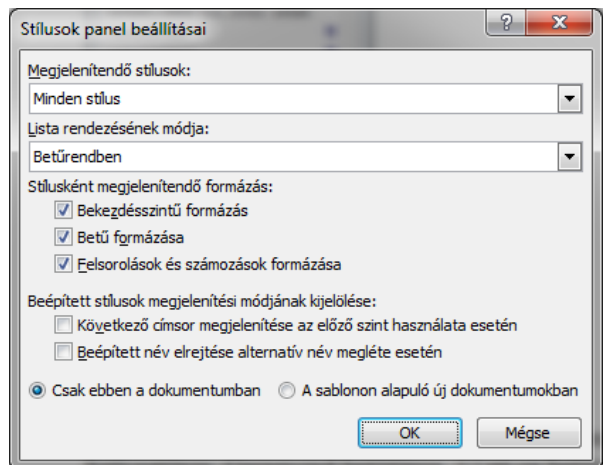 Stílusok panel beállításai
Megjelenítendő stílusok:
Minden stílus
Lista rendezésének módja:
Betűrendben
Stílusként megjelenítendő formázás:
Bekezdésszintű formázás
Betű formázása
Felsorolások és számozások formázása
Beépített stílusok megjelenítési módjának kijelölése:
Következő címsor megjelenítése az előző szint használata esetén
Beépített név elrejtése alternatív név megléte esetén
Csak ebben a dokumentumban A sablonon alapuló új dokumentumokban
OK Mégse